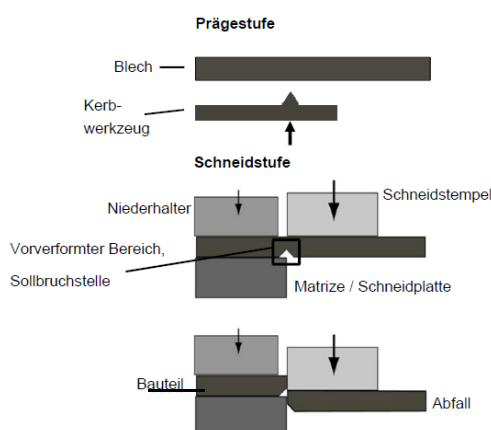 Prägestufe
Blech
Kerb-
werkzeug
Schneidstufe
Niederhalter
Schneidstempel
Vorverformter Bereich,
Sollbruchstelle
Matrize / Schneidplatte
Bauteil
Abfall